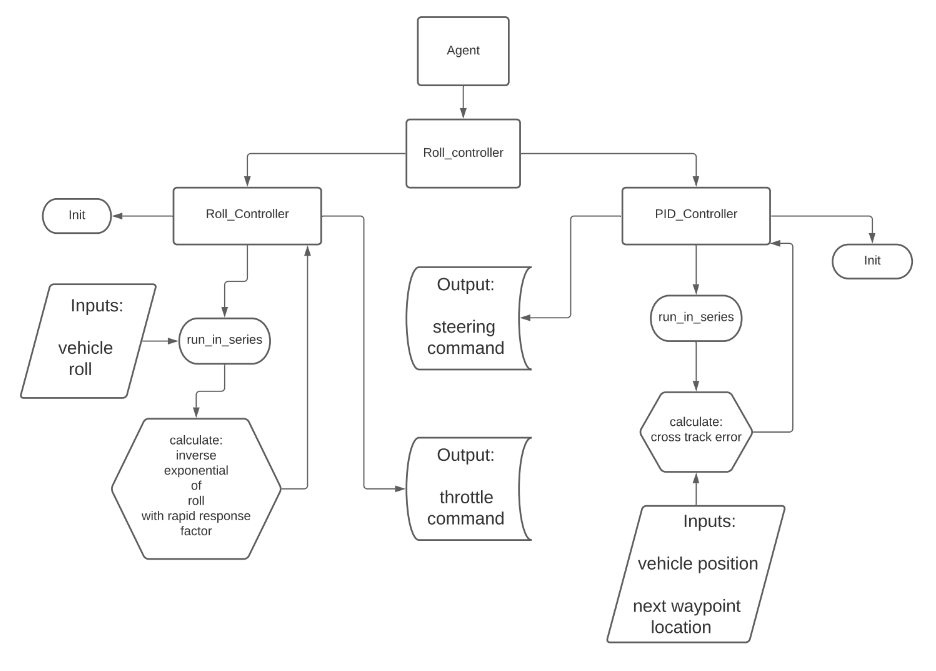 Agent
Roll_controller
Roll_Controller
PID_Controller
Init
Init
Inputs:
vehicle
roll
run_in_series
Output:
steering
command
run_in_series
calculate:
inverse
exponential
of
roll
with rapid response
factor
calculate:
cross track error
Output:
throttle
command
Inputs:
vehicle position
next waypoint
location